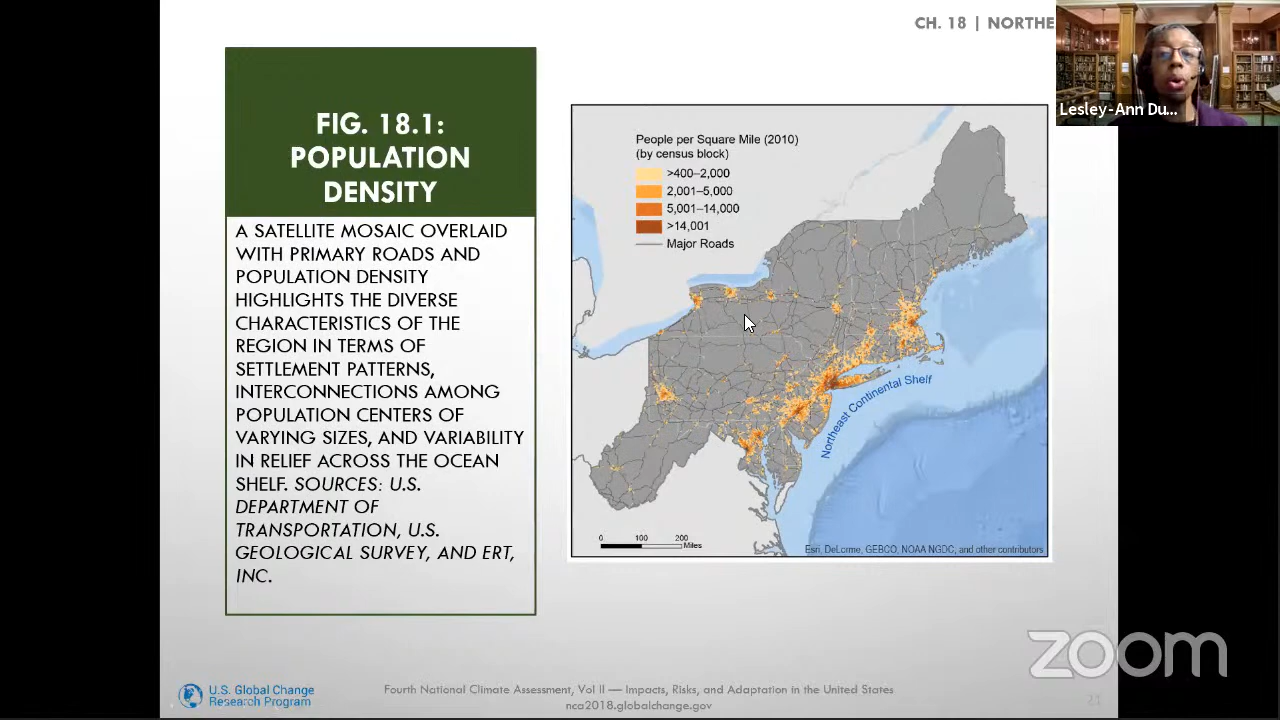 CH. 18 | NORTHE
Lesley-Ann Du...
FIG. 18.1:
POPULATION
DENSITY
A SATELLITE MOSAIC OVERLAID
WITH PRIMARY ROADS AND
POPULATION DENSITY
HIGHLIGHTS THE DIVERSE
CHARACTERISTICS OF THE
REGION IN TERMS OF
SETTLEMENT PATTERNS,
INTERCONNECTIONS AMONG
POPULATION CENTERS OF
VARYING SIZES, AND VARIABILITY
IN RELIEF ACROSS THE OCEAN
SHELF. SOURCES: U.S.
DEPARTMENT OF
TRANSPORTATION, U.S.
GEOLOGICAL SURVEY, AND ERT,
INC.
People per Square Mile (2010)
(by census block)
>400–2,000
2,001–5,000
5,001–14,000
>14,001
Major Roads
Northeast Continental Shelf
0 100 200
Miles
Esri, DeLorme, GEBCO, NOAA NGDC, and other contributors
zoom
U.S. Global Change
Research Program
Fourth National Climate Assessment, Vol II — Impacts, Risks, and Adaptation in the United States
nca2018.globalchange.gov
21